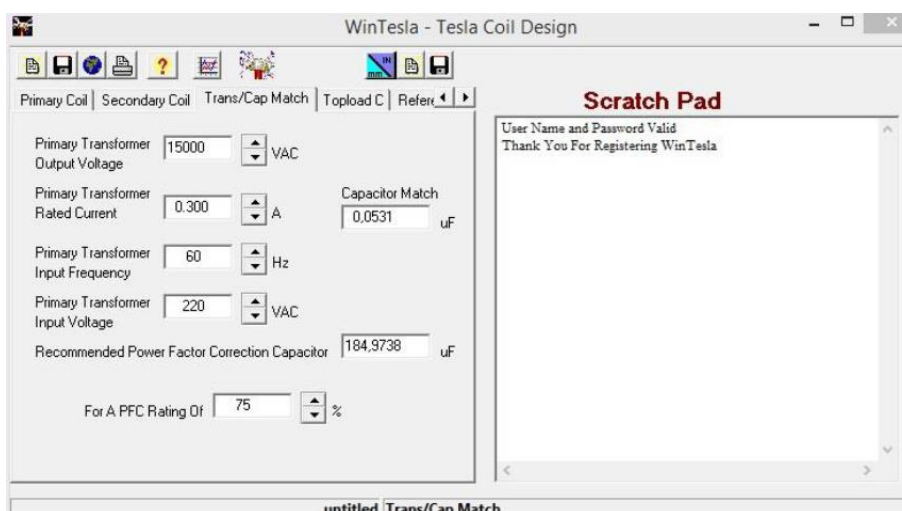 WinTesla - Tesla Coil Design
IN
mm
?
Primary Coil Secondary Coil Trans/Cap Match Topload C Refere
Scratch Pad
User Name and Password Valid
Thank You For Registering WinTesla
Primary Transformer
Output Voltage
15000
VAC
Primary Transformer
Rated Current
0.300
A
Capacitor Match
0,0531
uF
Primary Transformer
Input Frequency
60
Hz
Primary Transformer
Input Voltage
220
VAC
Recommended Power Factor Correction Capacitor 184,9738 uF
For A PFC Rating Of 75 %
untitled Trans/Cap Match